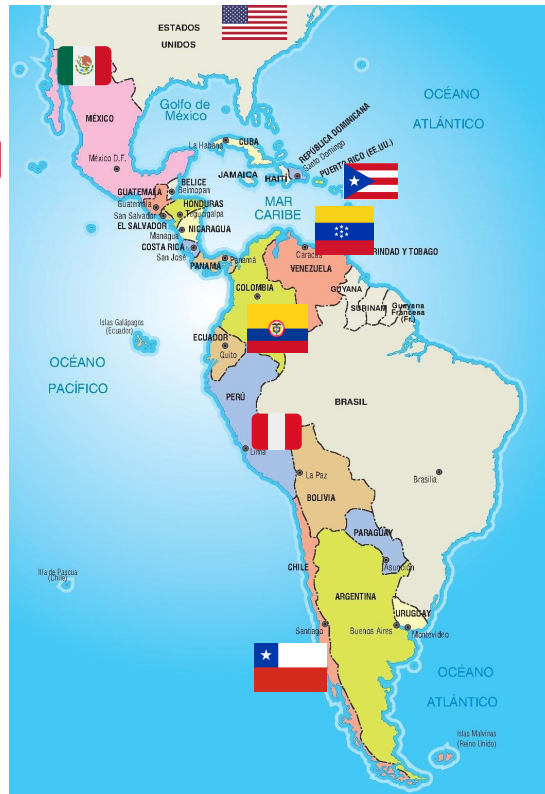 ESTADOS
UNIDOS
OCÉANO
ATLÁNTICO
Golfo de
México
MÉXICO
México D.F.
La Habana
CUBA
REPÚBLICA DOMINICANA
Santo Domingo
PUERTO RICO (EE.UU.)
JAMAICA
HAITÍ
BELICE
Belmopan
GUATEMALA
Guatemala
HONDURAS
Tegucigalpa
San Salvador
EL SALVADOR
Managua
NICARAGUA
MAR
CARIBE
COSTA RICA
San José
PANAMÁ
Panamá
Caracas
RINIDAD Y TOBAGO
VENEZUELA
GUYANA
SURINAM
Guayana
Francesa
(Fr.)
COLOMBIA
Islas Galápagos
(Ecuador)
ECUADOR
Quito
OCÉANO
PACÍFICO
PERÚ
Lima
BRASIL
Brasilia
La Paz
BOLIVIA
PARAGUAY
Asunción
CHILE
Isla de Pascua
(Chile)
ARGENTINA
URUGUAY
Santiago
Buenos Aires
Montevideo
OCÉANO
ATLÁNTICO
Islas Malvinas
(Reino Unido)